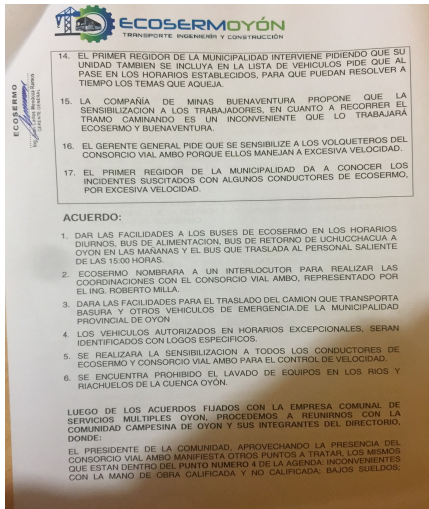 ECOSERMOYÓN
TRANSPORTE INGENIERÍA Y CONSTRUCCIÓN
ECOSERMO
GERENTE GENERAL
14. EL PRIMER REGIDOR DE LA MUNICIPALIDAD INTERVIENE PIDIENDO QUE SU
UNIDAD TAMBIEN SE INCLUYA EN LA LISTA DE VEHICULOS PIDE QUE AL
PASE EN LOS HORARIOS ESTABLECIDOS, PARA QUE PUEDAN RESOLVER A
TIEMPO LOS TEMAS QUE AQUEJA.
15. LA COMPAÑÍA DE MINAS BUENAVENTURA PROPONE QUE LA
SENSIBILIZACION A LOS TRABAJADORES, EN CUANTO A RECORRER EL
TRAMO CAMINANDO ES UN INCONVENIENTE QUE LO TRABAJARÁ
ECOSERMO Y BUENAVENTURA.
16. EL GERENTE GENERAL PIDE QUE SE SENSIBILIZE A LOS VOLQUETEROS DEL
CONSORCIO VIAL AMBO PORQUE ELLOS MANEJAN A EXCESIVA VELOCIDAD.
17. EL PRIMER REGIDOR DE LA MUNICIPALIDAD DA A CONOCER LOS
INCIDENTES SUSCITADOS CON ALGUNOS CONDUCTORES DE ECOSERMO,
POR EXCESIVA VELOCIDAD.
ACUERDO:
1. DAR LAS FACILIDADES A LOS BUSES DE ECOSERMO EN LOS HORARIOS
DIURNOS, BUS DE ALIMENTACION, BUS DE RETORNO DE UCHUCCHACUA A
OYON EN LAS MAÑANAS Y EL BUS QUE TRASLADA AL PERSONAL SALIENTE
DE LAS 15:00 HORAS.
2. ECOSERMO NOMBRARA A UN INTERLOCUTOR PARA REALIZAR LAS
COORDINACIONES CON EL CONSORCIO VIAL AMBO, REPRESENTADO POR
EL ING. ROBERTO MILLA.
3. DARA LAS FACILIDADES PARA EL TRASLADO DEL CAMION QUE TRANSPORTA
BASURA Y OTROS VEHICULOS DE EMERGENCIA.DE LA MUNICIPALIDAD
PROVINCIAL DE OYON
4. LOS VEHICULOS AUTORIZADOS EN HORARIOS EXCEPCIONALES, SERAN
IDENTIFICADOS CON LOGOS ESPECIFICOS.
5. SE REALIZARA LA SENSIBILIZACION A TODOS LOS CONDUCTORES DE
ECOSERMO Y CONSORCIO VIAL AMBO PARA EL CONTROL DE VELOCIDAD.
6. SE ENCUENTRA PROHIBIDO EL LAVADO DE EQUIPOS EN LOS RIOS Y
RIACHUELOS DE LA CUENCA OYÓN.
LUEGO DE LOS ACUERDOS FIJADOS CON LA EMPRESA COMUNAL DE
SERVICIOS MULTIPLES OYON, PROCEDEMOS A REUNIRNOS CON LA
COMUNIDAD CAMPESINA DE OYON Y SUS INTEGRANTES DEL DIRECTORIO,
DONDE:
EL PRESIDENTE DE LA COMUNIDAD, APROVECHANDO LA PRESENCIA DEL
CONSORCIO VIAL AMBO MANIFIESTA OTROS PUNTOS A TRATAR, LOS MISMOS
QUE ESTAN DENTRO DEL PUNTO NUMERO 4 DE LA AGENDA: INCONVENIENTES
CON LA MANO DE OBRA CALIFICADA Y NO CALIFICADA; BAJOS SUELDOS;